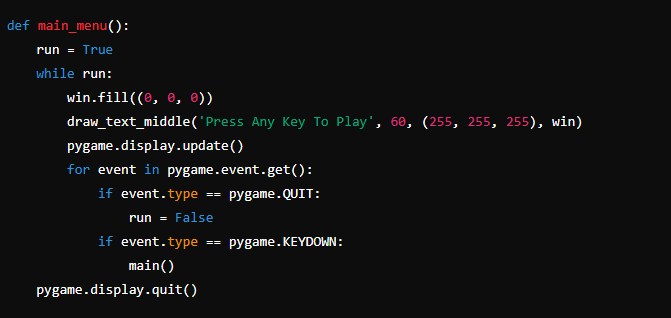 def main_menu():
    run = True
    while run:
        win.fill((0, 0, 0))
        draw_text_middle('Press Any Key To Play', 60, (255, 255, 255), win)
        pygame.display.update()
        for event in pygame.event.get():
            if event.type == pygame.QUIT:
                run = False
            if event.type == pygame.KEYDOWN:
                main()
    pygame.display.quit()